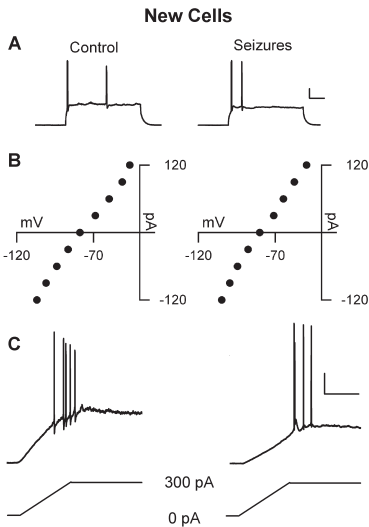 New Cells
A
Control
Seizures
B
120
120
mV
pA
mV
pA
-120
-70
-120
-70
-120
-120
C
300 pA
0 pA